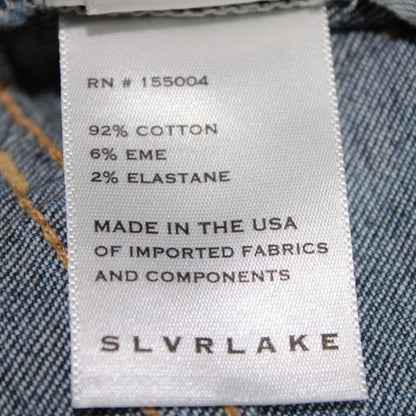 RN # 155004
92% COTTON
6% EME
2% ELASTANE
MADE IN THE USA
OF IMPORTED FABRICS
AND COMPONENTS
SLVRLAKE